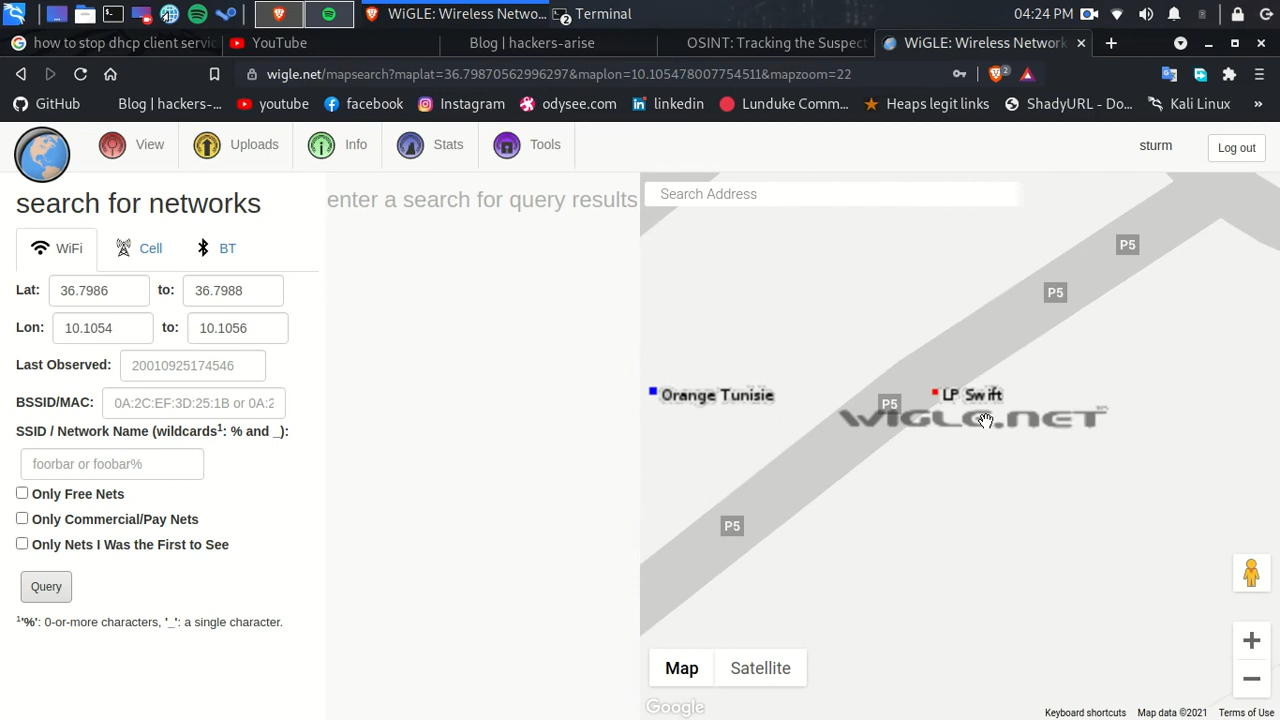 WiGLE: Wireless Netwo...
2
Terminal
04:24 PM
how to stop dhcp client servic
YouTube
Blog | hackers-arise
OSINT: Tracking the Suspect
WiGLE: Wireless Network
wigle.net/mapsearch?maplat=36.79870562996297&maplon=10.105478007754511&mapzoom=22
2
GitHub
Blog | hackers-...
youtube
facebook
Instagram
odysee.com
linkedin
Lunduke Comm...
Heaps legit links
ShadyURL - Do...
Kali Linux
»
View
Uploads
Info
Stats
Tools
sturm
Log out
search for networks
enter a search for query results
Search Address
WiFi
Cell
BT
Lat: 36.7986 to: 36.7988
Lon: 10.1054 to: 10.1056
Last Observed: 20010925174546
BSSID/MAC: 0A:2C:EF:3D:25:1B or 0A:2
SSID / Network Name (wildcards1: % and _):
foorbar or foobar%
Only Free Nets
Only Commercial/Pay Nets
Only Nets I Was the First to See
Query
1'%': 0-or-more characters, '_': a single character.
P5
P5
Orange Tunisie
P5
LP Swift
WIGLE.NET
P5
Map
Satellite
Google
Keyboard shortcuts
Map data ©2021
Terms of Use